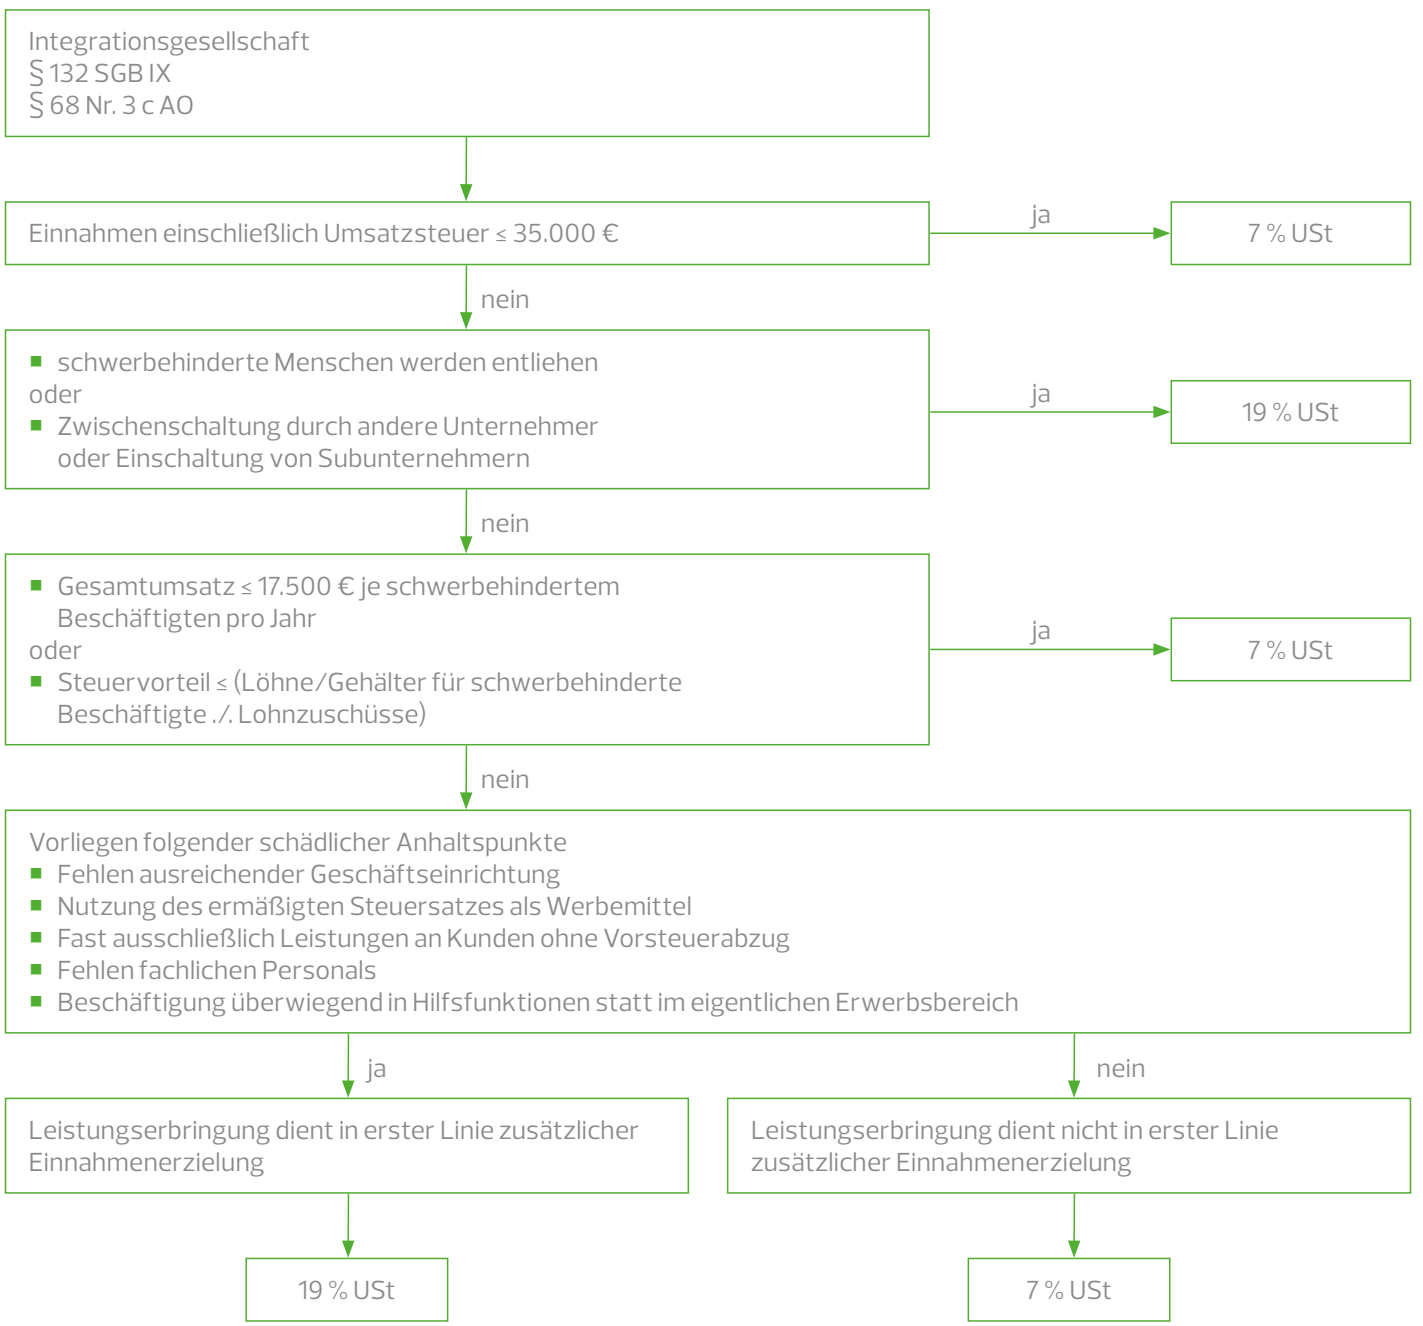 Integrationsgesellschaft
§ 132 SGB IX
§ 68 Nr. 3 c AO
Einnahmen einschließlich Umsatzsteuer ≤ 35.000 €
ja
7 % USt
nein
▪ schwerbehinderte Menschen werden entliehen
oder
▪ Zwischenschaltung durch andere Unternehmer
oder Einschaltung von Subunternehmern
ja
19 % USt
nein
▪ Gesamtumsatz ≤ 17.500 € je schwerbehindertem
Beschäftigten pro Jahr
oder
▪ Steuervorteil ≤ (Löhne/Gehälter für schwerbehinderte
Beschäftigte ./. Lohnzuschüsse)
ja
7 % USt
nein
Vorliegen folgender schädlicher Anhaltspunkte
▪ Fehlen ausreichender Geschäftseinrichtung
▪ Nutzung des ermäßigten Steuersatzes als Werbemittel
▪ Fast ausschließlich Leistungen an Kunden ohne Vorsteuerabzug
▪ Fehlen fachlichen Personals
▪ Beschäftigung überwiegend in Hilfsfunktionen statt im eigentlichen Erwerbsbereich
ja
Leistungserbringung dient in erster Linie zusätzlicher
Einnahmenerzielung
19 % USt
nein
Leistungserbringung dient nicht in erster Linie
zusätzlicher Einnahmenerzielung
7 % USt